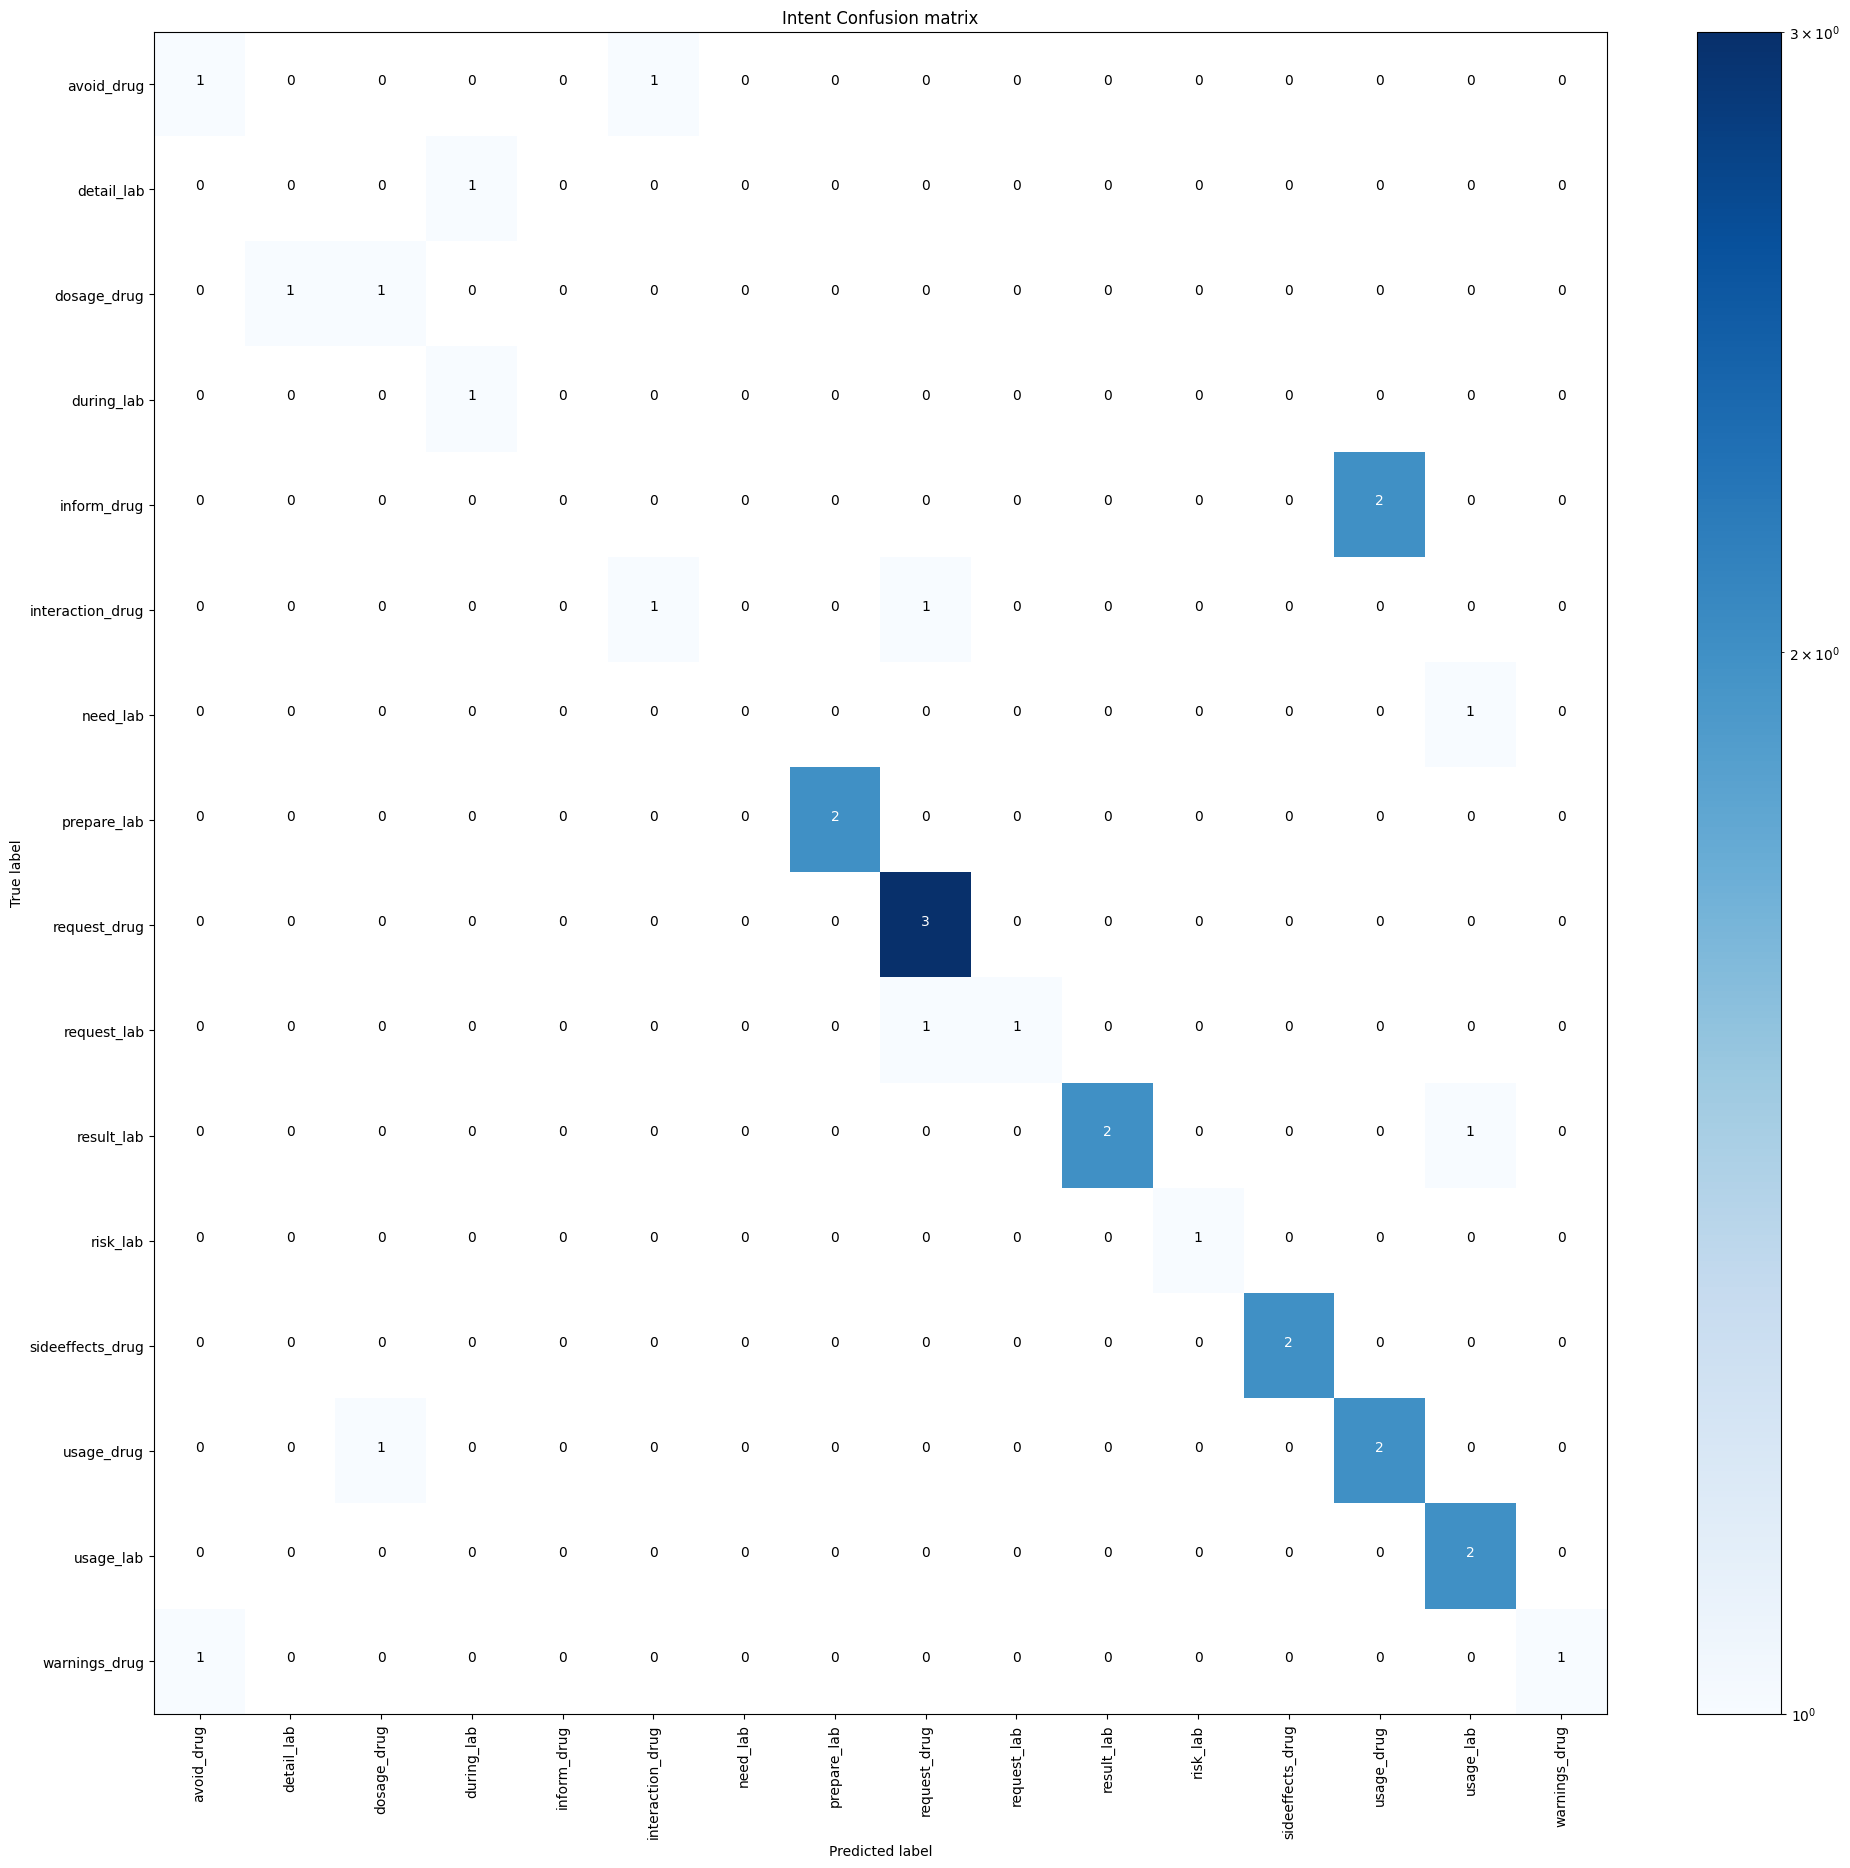 Intent Confusion matrix
avoid_drug 1 0 0 0 0 1 0 0 0 0 0 0 0 0 0 0
detail_lab 0 0 0 1 0 0 0 0 0 0 0 0 0 0 0 0
dosage_drug 0 1 1 0 0 0 0 0 0 0 0 0 0 0 0 0
during_lab 0 0 0 1 0 0 0 0 0 0 0 0 0 0 0 0
inform_drug 0 0 0 0 0 0 0 0 0 0 0 0 0 2 0 0
interaction_drug 0 0 0 0 0 1 0 0 1 0 0 0 0 0 0 0
need_lab 0 0 0 0 0 0 0 0 0 0 0 0 0 0 1 0
prepare_lab 0 0 0 0 0 0 0 2 0 0 0 0 0 0 0 0
request_drug 0 0 0 0 0 0 0 0 3 0 0 0 0 0 0 0
request_lab 0 0 0 0 0 0 0 0 1 1 0 0 0 0 0 0
result_lab 0 0 0 0 0 0 0 0 0 0 2 0 0 0 1 0
risk_lab 0 0 0 0 0 0 0 0 0 0 0 1 0 0 0 0
sideeffects_drug 0 0 0 0 0 0 0 0 0 0 0 0 2 0 0 0
usage_drug 0 0 1 0 0 0 0 0 0 0 0 0 0 2 0 0
usage_lab 0 0 0 0 0 0 0 0 0 0 0 0 0 0 2 0
warnings_drug 1 0 0 0 0 0 0 0 0 0 0 0 0 0 0 1
True label
avoid_drug
detail_lab
dosage_drug
during_lab
inform_drug
interaction_drug
need_lab
prepare_lab
request_drug
request_lab
result_lab
risk_lab
sideeffects_drug
usage_drug
usage_lab
warnings_drug
Predicted label
3 × 10⁰
2 × 10⁰
10⁰